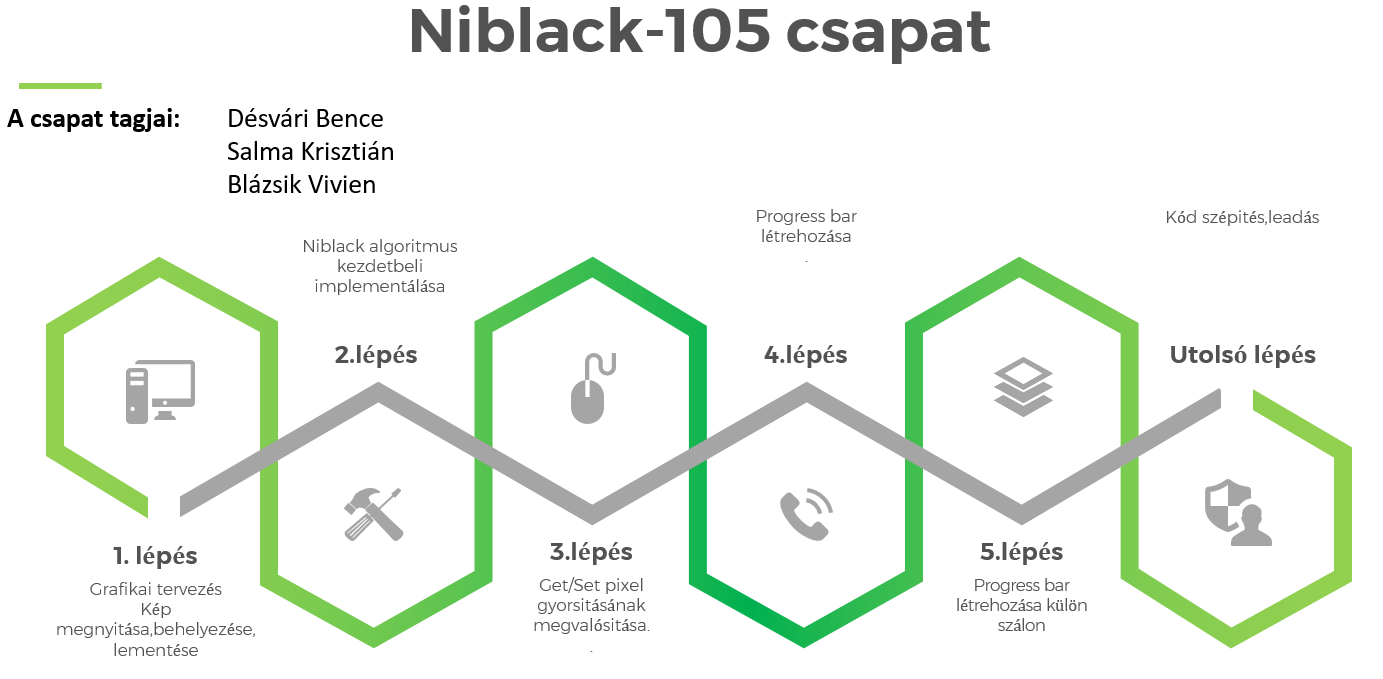 Niblack-105 csapat
A csapat tagjai:
Désvári Bence
Salma Krisztián
Blázsik Vivien
1. lépés
Grafikai tervezés
Kép
megnyitása,behelyezése,
lementése
Niblack algoritmus
kezdetbeli
implementálása
2.lépés
3.lépés
Get/Set pixel
gyorsitásának
megvalósitása.
.
Progress bar
létrehozása
.
4.lépés
5.lépés
Progress bar
létrehozása külön
szálon
Kód szépités,leadás
Utolsó lépés